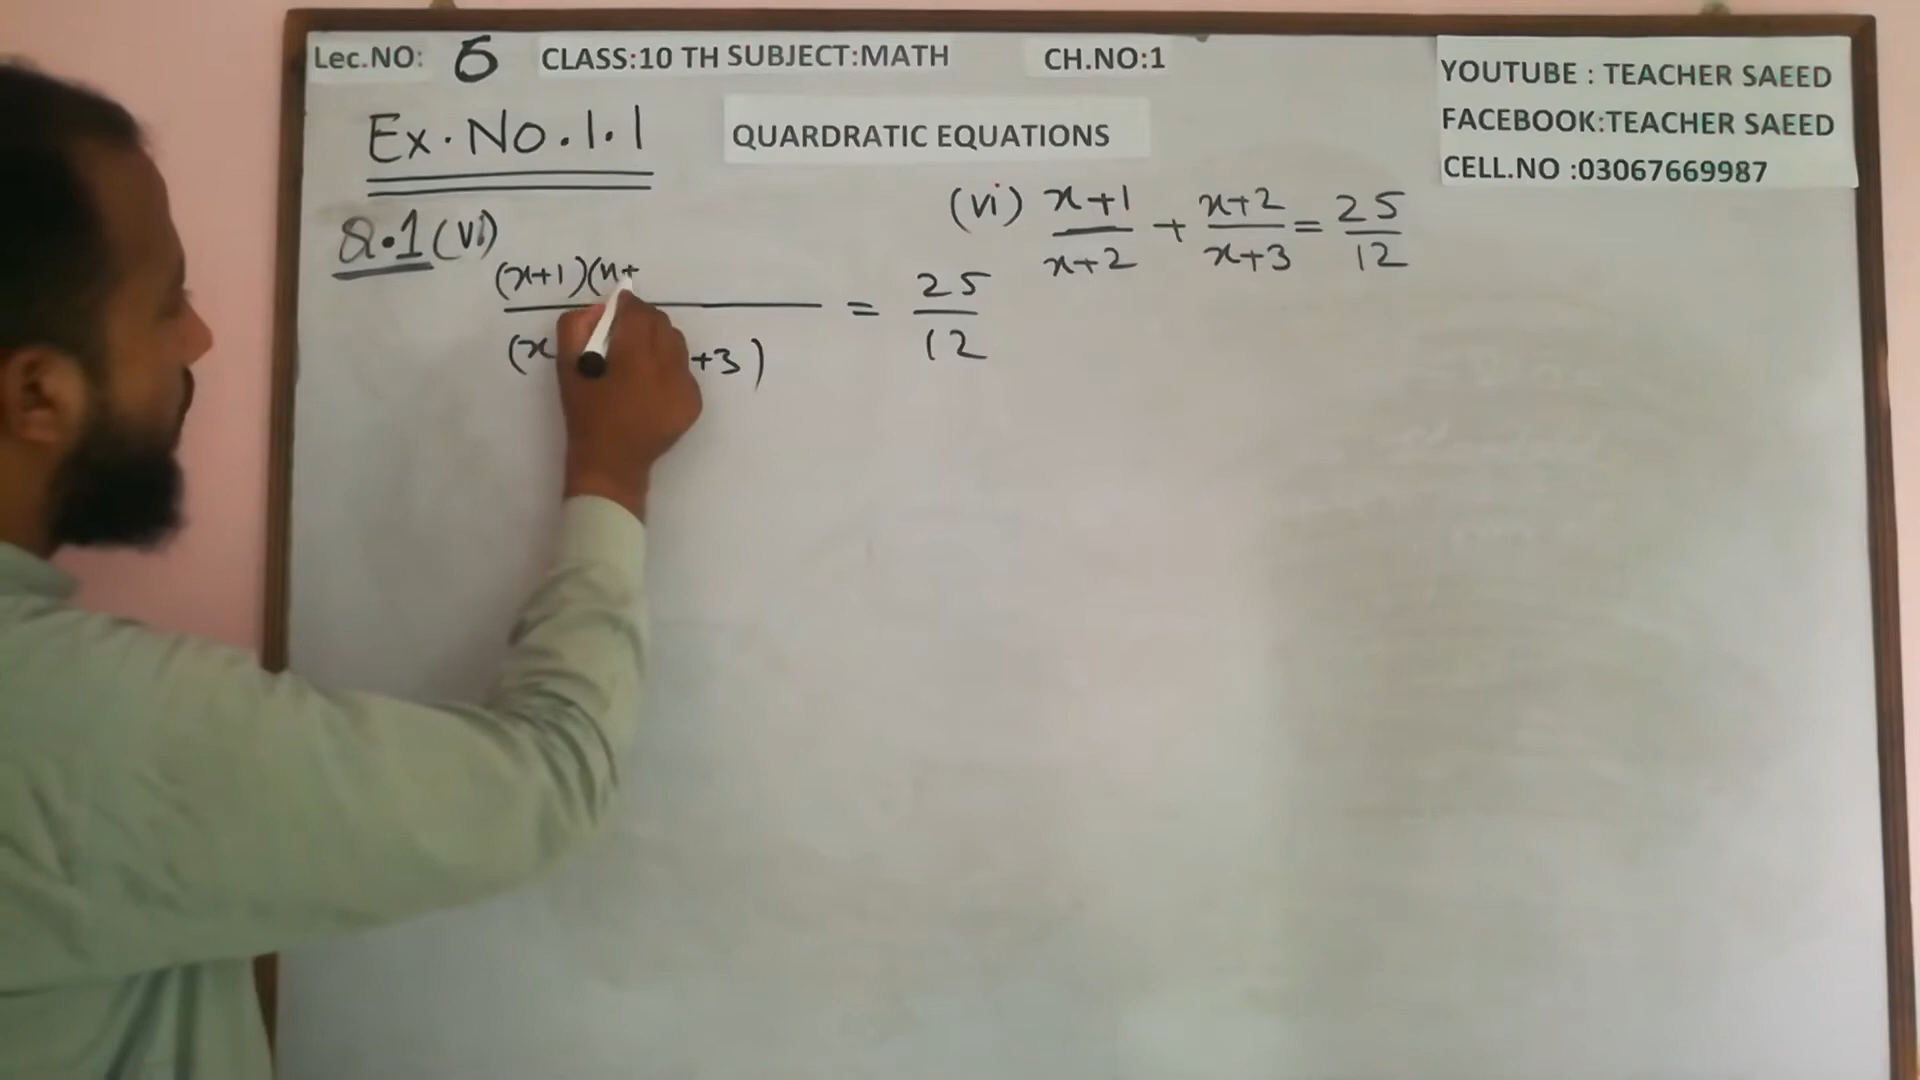 Lec.NO: 5 CLASS:10 TH SUBJECT:MATH CH.NO:1
YOUTUBE : TEACHER SAEED
FACEBOOK:TEACHER SAEED
CELL.NO :03067669987
Ex.No.1.1
QUARDRATIC EQUATIONS
(vi) x+1/x+2 + x+2/x+3 = 25/12
Q.1(vi)
(x+1)(x+
(x +3) = 25/12